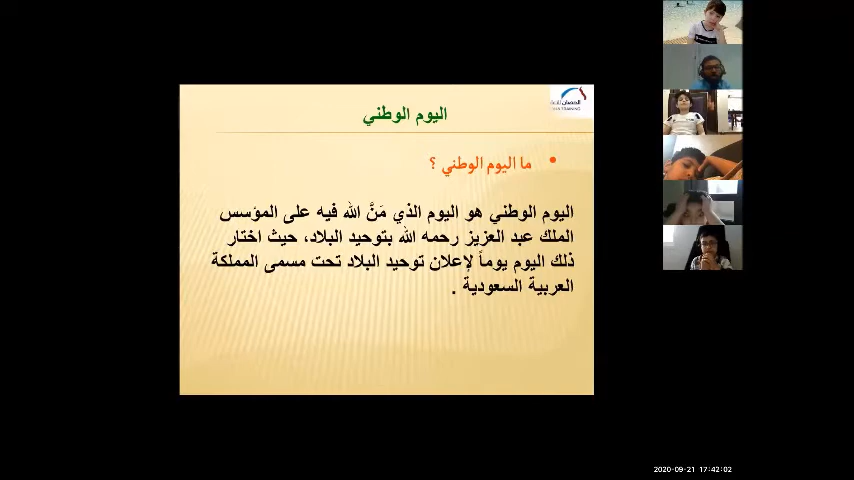 اليوم الوطني
• ما اليوم الوطني ؟
اليوم الوطني هو اليوم الذي مَنَّ الله فيه على المؤسس
الملك عبد العزيز رحمه الله بتوحيد البلاد، حيث اختار
ذلك اليوم يوماً لإعلان توحيد البلاد تحت مسمى المملكة
العربية السعودية .
2020-09-21 17:42:02